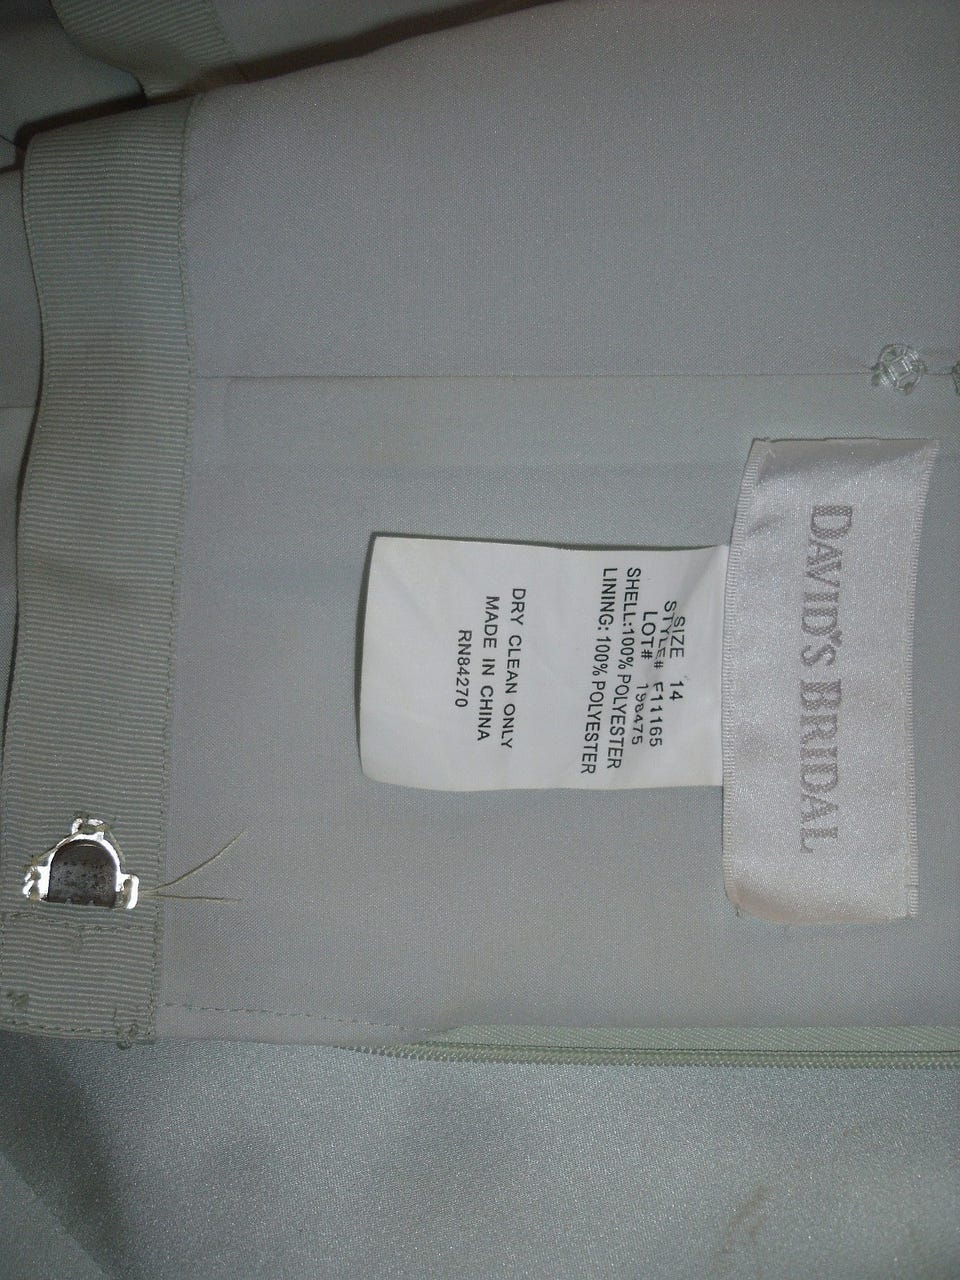 DAVID'S BRIDAL
SIZE 14
STYLE# F11165
LOT# 198475
SHELL:100% POLYESTER
LINING: 100% POLYESTER
DRY CLEAN ONLY
MADE IN CHINA
RN84270